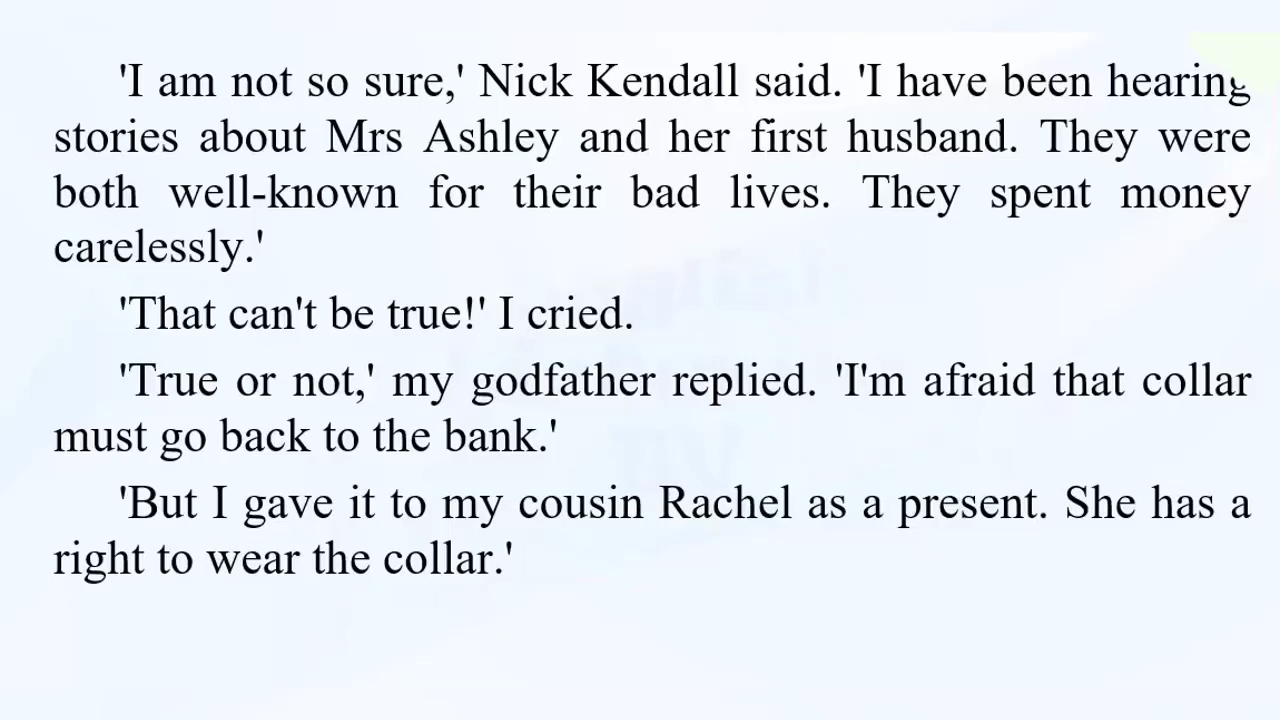 'I am not so sure,' Nick Kendall said. 'I have been hearing
stories about Mrs Ashley and her first husband. They were
both well-known for their bad lives. They spent money
carelessly.'
'That can't be true!' I cried.
'True or not,' my godfather replied. 'I'm afraid that collar
must go back to the bank.'
'But I gave it to my cousin Rachel as a present. She has a
right to wear the collar.'